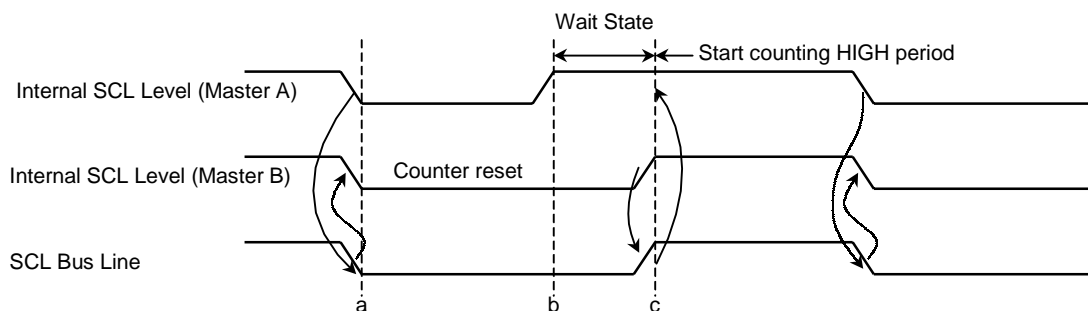 Wait State
Start counting HIGH period
Internal SCL Level (Master A)
Internal SCL Level (Master B)
Counter reset
SCL Bus Line
a b c